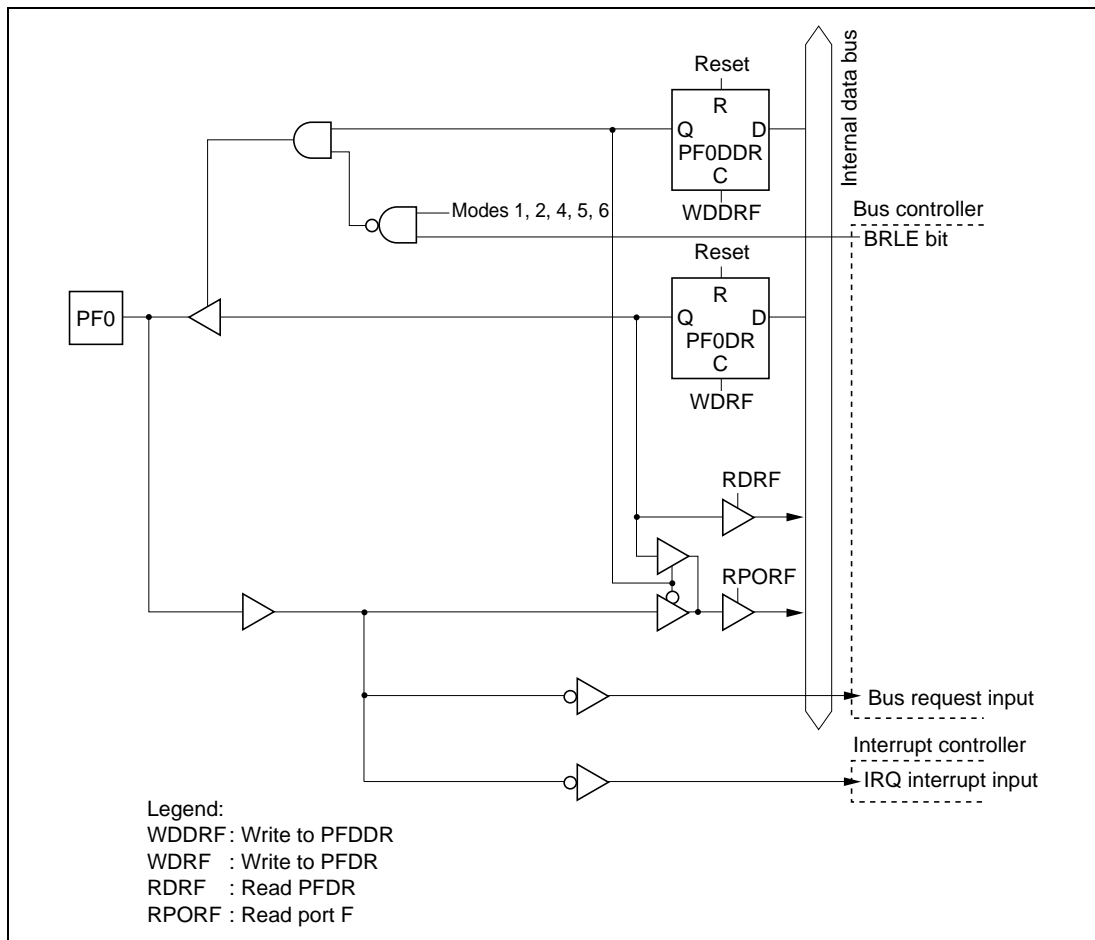 Reset
R
Q D
PF0DDR
C
WDDRF
Internal data bus
Bus controller
Modes 1, 2, 4, 5, 6
BRLE bit
Reset
R
PF0
Q D
PF0DR
C
WDRF
RDRF
RPORF
Bus request input
Interrupt controller
IRQ interrupt input
Legend:
WDDRF : Write to PFDDR
WDRF : Write to PFDR
RDRF : Read PFDR
RPORF : Read port F